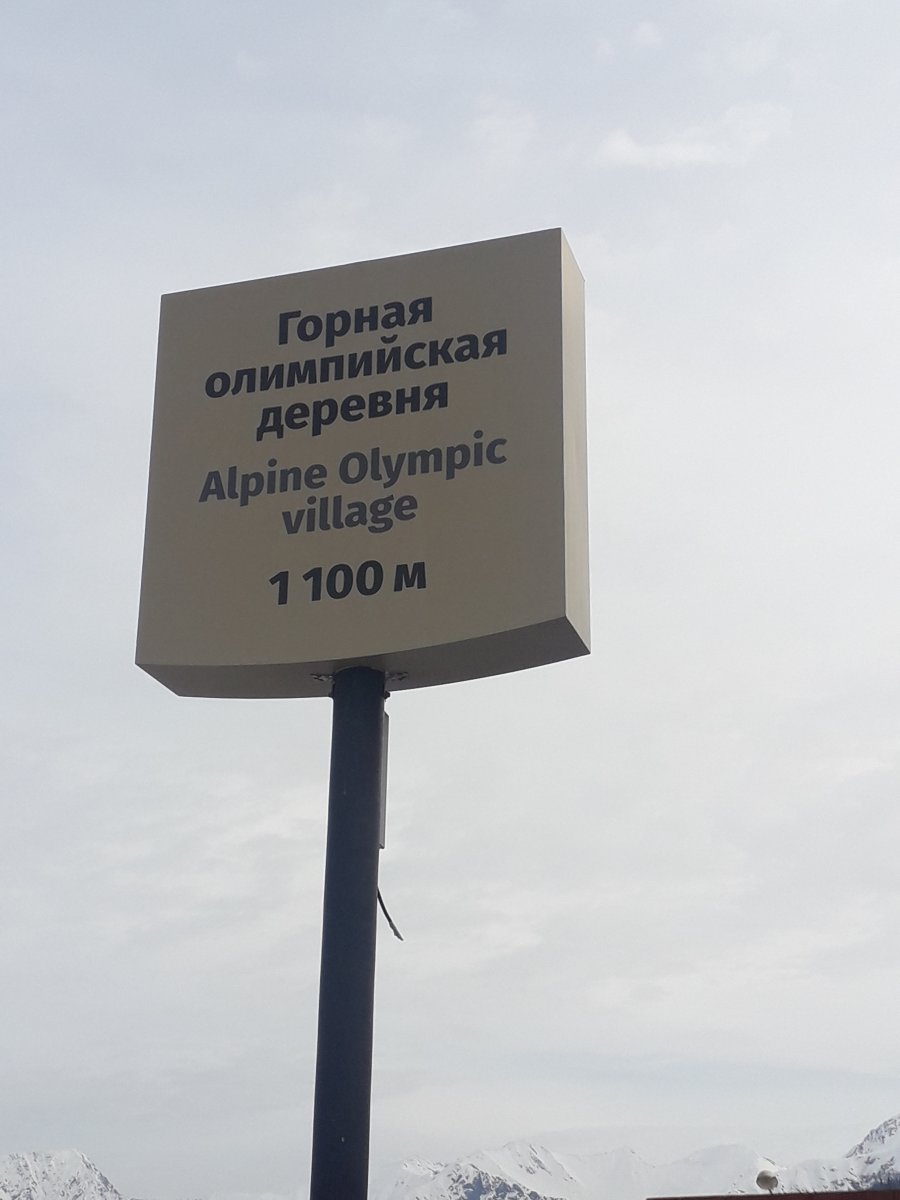 Горная
олимпийская
деревня
Alpine Olympic
village
1 100 м